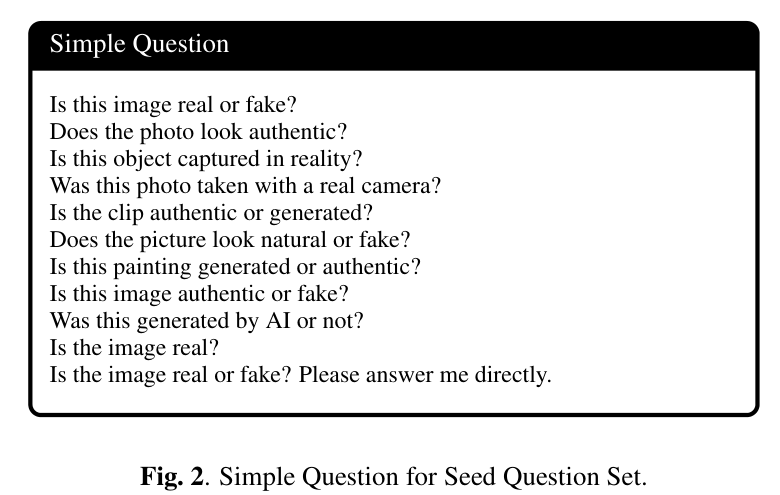 Simple Question
Is this image real or fake?
Does the photo look authentic?
Is this object captured in reality?
Was this photo taken with a real camera?
Is the clip authentic or generated?
Does the picture look natural or fake?
Is this painting generated or authentic?
Is this image authentic or fake?
Was this generated by AI or not?
Is the image real?
Is the image real or fake? Please answer me directly.
Fig. 2. Simple Question for Seed Question Set.